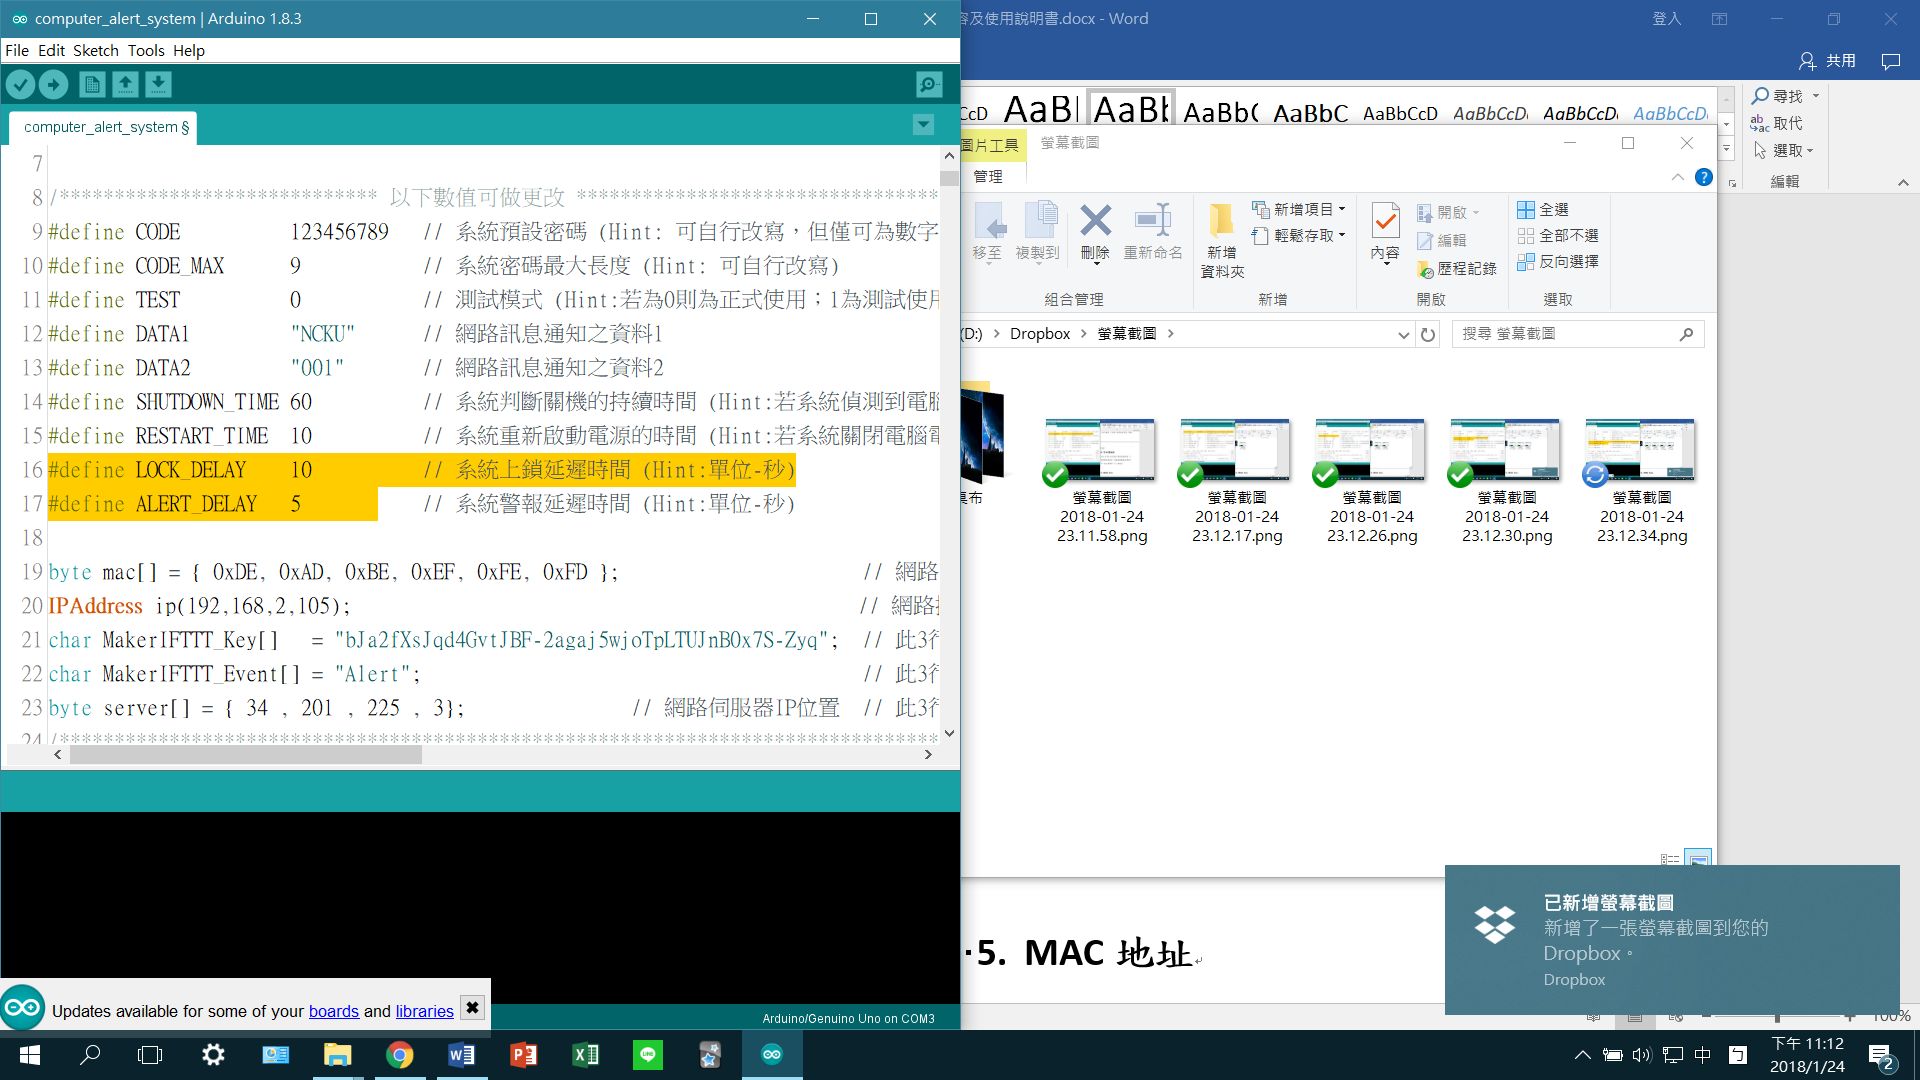 computer_alert_system | Arduino 1.8.3
File Edit Sketch Tools Help
computer_alert_system §
7
8 /***************************** 以下數值可做更改 *********************************
9 #define CODE 123456789 // 系統預設密碼 (Hint: 可自行改寫，但僅可為數字
10 #define CODE_MAX 9 // 系統密碼最大長度 (Hint: 可自行改寫)
11 #define TEST 0 // 測試模式 (Hint:若為0則為正式使用；1為測試使用
12 #define DATA1 "NCKU" // 網路訊息通知之資料1
13 #define DATA2 "001" // 網路訊息通知之資料2
14 #define SHUTDOWN_TIME 60 // 系統判斷關機的持續時間 (Hint:若系統偵測到電腦
15 #define RESTART_TIME 10 // 系統重新啟動電源的時間 (Hint:若系統關閉電腦電
16 #define LOCK_DELAY 10 // 系統上鎖延遲時間 (Hint:單位-秒)
17 #define ALERT_DELAY 5 // 系統警報延遲時間 (Hint:單位-秒)
18
19 byte mac[] = { 0xDE, 0xAD, 0xBE, 0xEF, 0xFE, 0xFD }; // 網路
20 IPAddress ip(192,168,2,105); // 網路
21 char MakerIFTTT_Key[] = "bJa2fXsJqd4GvtJBF-2agaj5wjoTpLTUJnB0x7S-Zyq"; // 此3行
22 char MakerIFTTT_Event[] = "Alert"; // 此3行
23 byte server[] = { 34 , 201 , 225 , 3}; // 網路伺服器IP位置 // 此3行
24 /*********************************************************************************
Arduino/Genuino Uno on COM3
Updates available for some of your boards and libraries
容及使用說明書.docx - Word
登入
共用
CcD AaB AaBb AaBb( AaBbC AaBbCcD AaBbCcD AaBbCcD AaBbCcD
尋找
取代
選取
編輯
圖片工具 螢幕截圖
管理
移至 複製到 刪除 重新命名
新增
資料夾
新增項目
輕鬆存取
內容
開啟
編輯
歷程記錄
全選
全部不選
反向選擇
組合管理 新增 開啟 選取
(D:) Dropbox 螢幕截圖
搜尋 螢幕截圖
螢幕截圖
2018-01-24
23.11.58.png
螢幕截圖
2018-01-24
23.12.17.png
螢幕截圖
2018-01-24
23.12.26.png
螢幕截圖
2018-01-24
23.12.30.png
螢幕截圖
2018-01-24
23.12.34.png
5. MAC 地址
已新增螢幕截圖
新增了一張螢幕截圖到您的
Dropbox。
Dropbox
100%
中
下午 11:12
2018/1/24
2